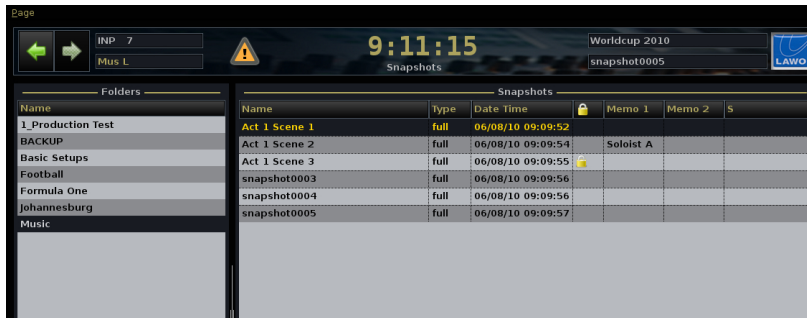 Page
INP 7
Mus L
9:11:15
Snapshots
Worldcup 2010
snapshot0005
LAWO
Folders
Name
1_Production Test
BACKUP
Basic Setups
Football
Formula One
Johannesburg
Music
Snapshots
Name Type Date Time Memo 1 Memo 2 S
Act 1 Scene 1 full 06/08/10 09:09:52
Act 1 Scene 2 full 06/08/10 09:09:54 Soloist A
Act 1 Scene 3 full 06/08/10 09:09:55
snapshot0003 full 06/08/10 09:09:56
snapshot0004 full 06/08/10 09:09:56
snapshot0005 full 06/08/10 09:09:57